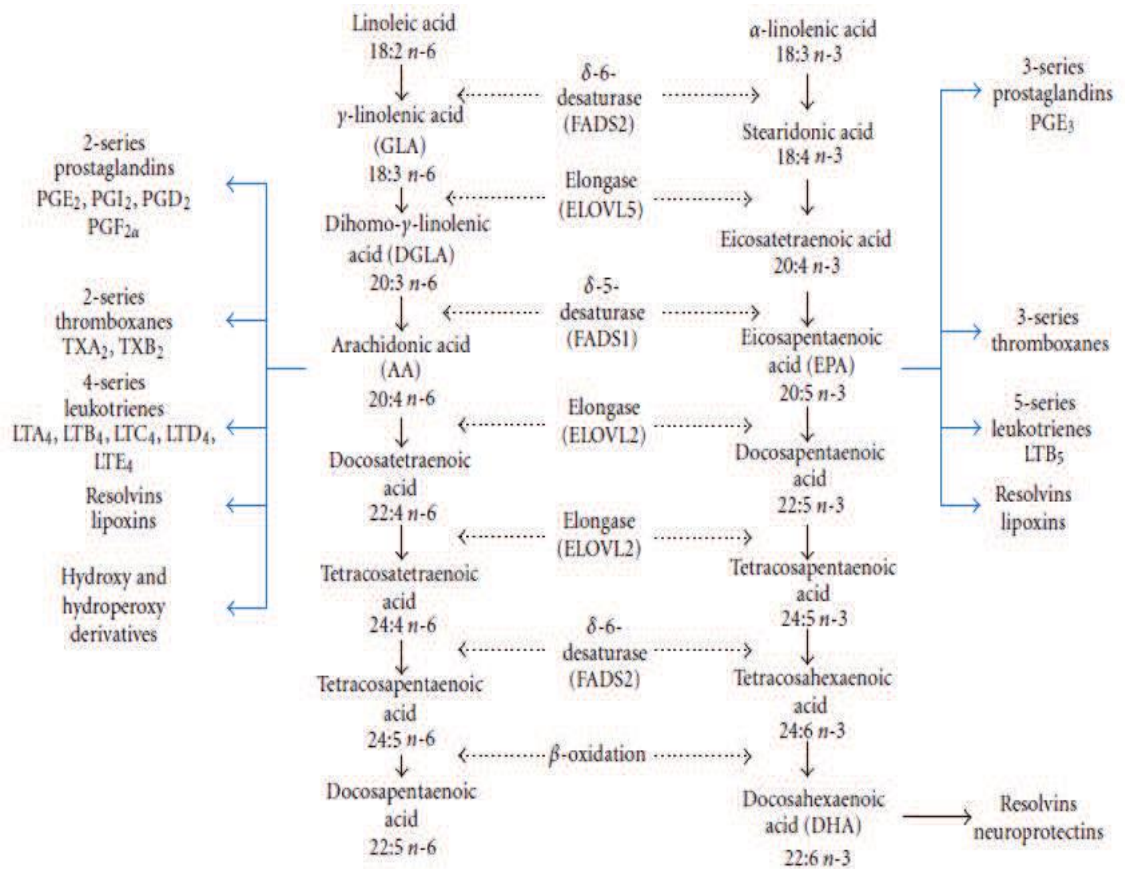 Linoleic acid
18:2 n-6
γ-linolenic acid
(GLA)
18:3 n-6
Dihomo-γ-linolenic
acid (DGLA)
20:3 n-6
Arachidonic acid
(AA)
20:4 n-6
Docosatetraenoic
acid
22:4 n-6
Tetracosatetraenoic
acid
24:4 n-6
Tetracosapentaenoic
acid
24:5 n-6
Docosapentaenoic
acid
22:5 n-6
δ-6-
desaturase
(FADS2)
Elongase
(ELOVL5)
δ-5-
desaturase
(FADS1)
Elongase
(ELOVL2)
Elongase
(ELOVL2)
δ-6-
desaturase
(FADS2)
β-oxidation
α-linolenic acid
18:3 n-3
Stearidonic acid
18:4 n-3
Eicosatetraenoic acid
20:4 n-3
Eicosapentaenoic
acid (EPA)
20:5 n-3
Docosapentaenoic
acid
22:5 n-3
Tetracosapentaenoic
acid
24:5 n-3
Tetracosahexaenoic
acid
24:6 n-3
Docosahexaenoic
acid (DHA)
22:6 n-3
2-series
prostaglandins
PGE₂, PGI₂, PGD₂
PGF₂α
2-series
thromboxanes
TXA₂, TXB₂
4-series
leukotrienes
LTA₄, LTB₄, LTC₄, LTD₄,
LTE₄
Resolvins
lipoxins
Hydroxy and
hydroperoxy
derivatives
3-series
prostaglandins
PGE₃
3-series
thromboxanes
5-series
leukotrienes
LTB₅
Resolvins
lipoxins
Resolvins
neuroprotectins